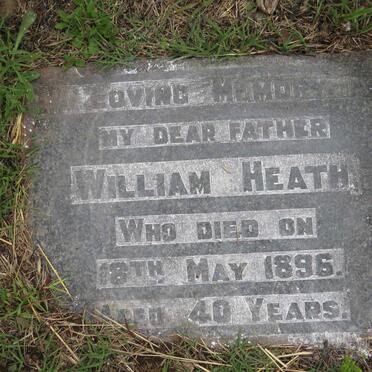 LOVING MEMORY
MY DEAR FATHER
WILLIAM HEATH
WHO DIED ON
18TH MAY 1896.
AGED 40 YEARS.